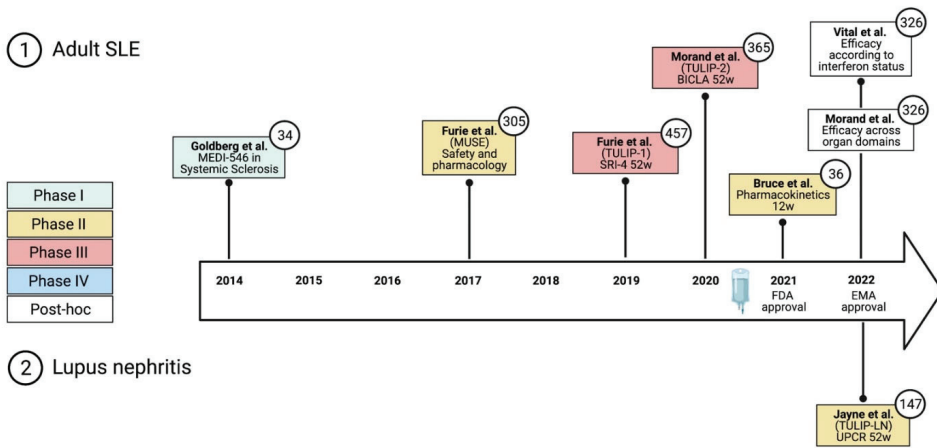 1 Adult SLE
34
Goldberg et al.
MEDI-546 in
Systemic Sclerosis
305
Furie et al.
(MUSE)
Safety and
pharmacology
457
Furie et al.
(TULIP-1)
SRI-4 52w
365
Morand et al.
(TULIP-2)
BICLA 52w
36
Bruce et al.
Pharmacokinetics
12w
326
Vital et al.
Efficacy
according to
interferon status
326
Morand et al.
Efficacy across
organ domains
Phase I
Phase II
Phase III
Phase IV
Post-hoc
2014 2015 2016 2017 2018 2019 2020 2021 2022
FDA
approval
EMA
approval
2 Lupus nephritis
147
Jayne et al.
(TULIP-LN)
UPCR 52w